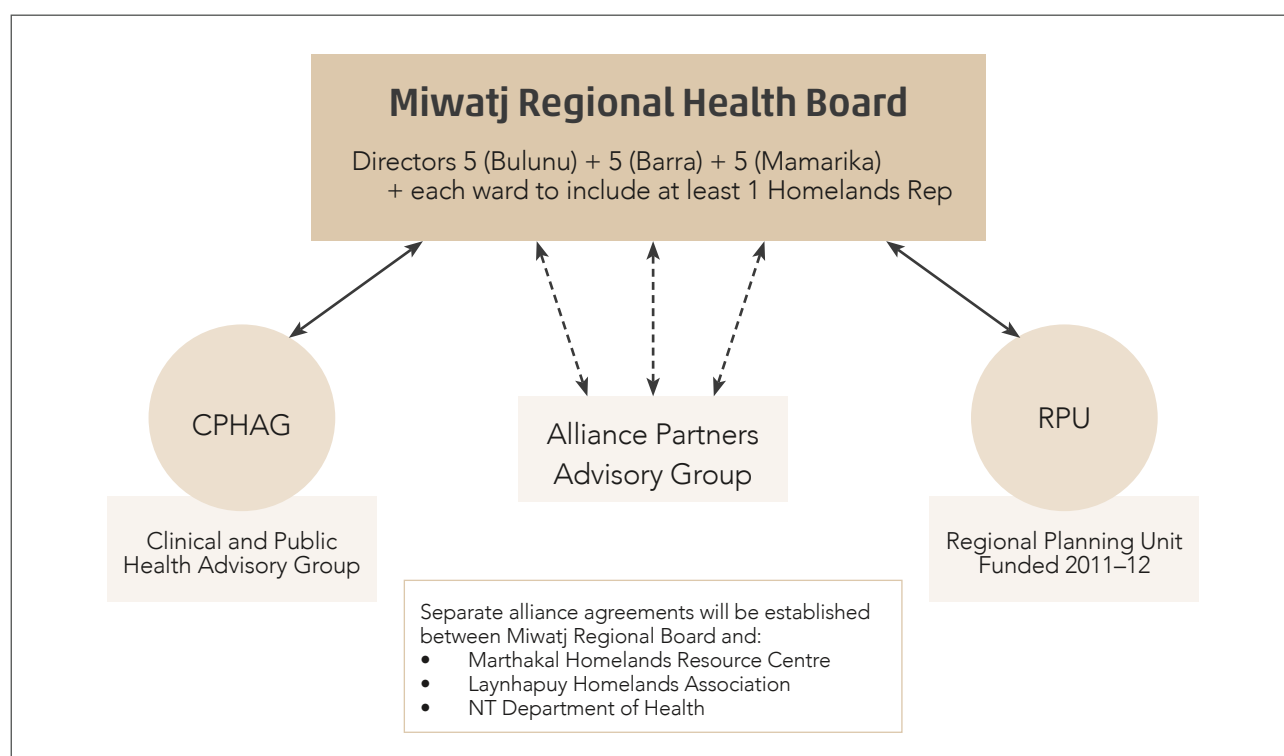 Miwatj Regional Health Board
Directors 5 (Bulunu) + 5 (Barra) + 5 (Mamarika)
+ each ward to include at least 1 Homelands Rep
CPHAG
Clinical and Public
Health Advisory Group
Alliance Partners
Advisory Group
RPU
Regional Planning Unit
Funded 2011–12
Separate alliance agreements will be established
between Miwatj Regional Board and:
• Marthakal Homelands Resource Centre
• Laynhapuy Homelands Association
• NT Department of Health